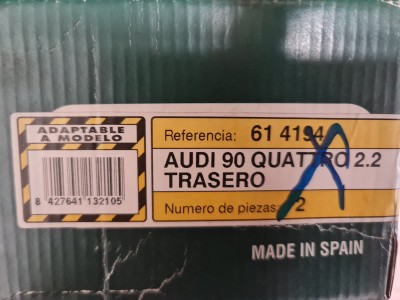 ADAPTABLE
A MODELO
Referencia: 61 4194
AUDI 90 QUATTRO 2.2
TRASERO
8 427641 132105
Numero de piezas: 2
MADE IN SPAIN